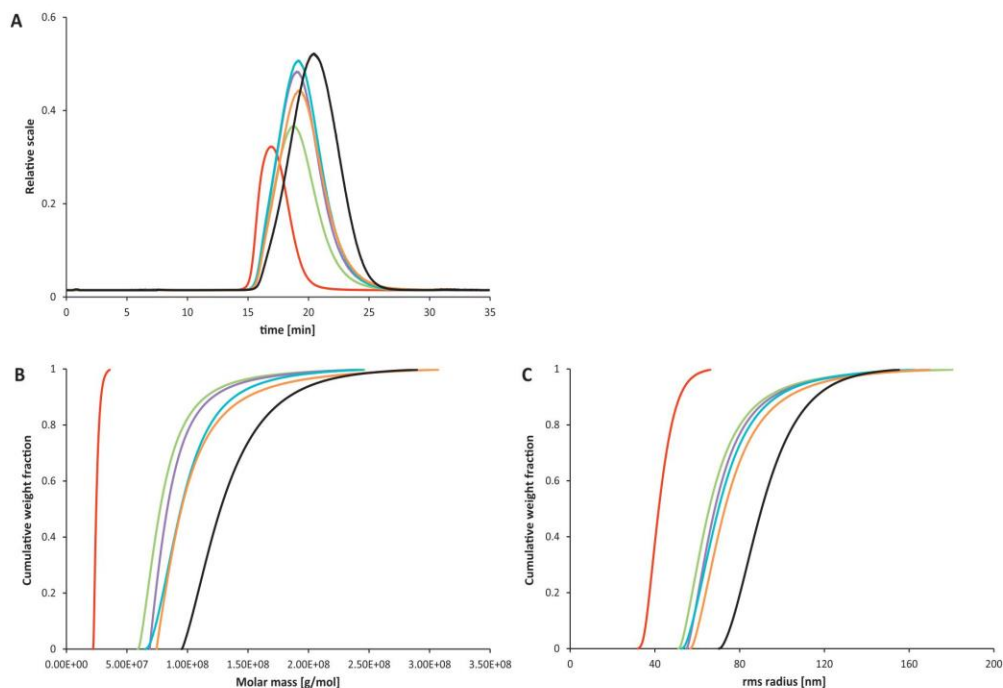 A
0.6
0.4
0.2
0
Relative scale
0 5 10 15 20 25 30 35
time [min]
B
1
0.8
0.6
0.4
0.2
0
Cumulative weight fraction
0.00E+00 5.00E+07 1.00E+08 1.50E+08 2.00E+08 2.50E+08 3.00E+08 3.50E+08
Molar mass [g/mol]
C
1
0.8
0.6
0.4
0.2
0
Cumulative weight fraction
0 40 80 120 160 200
rms radius [nm]